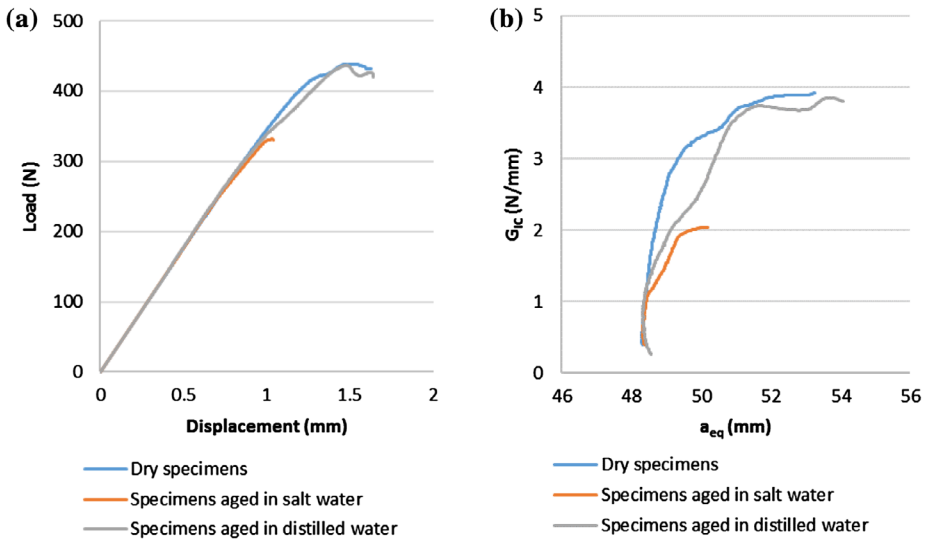 (a)
500
400
300
200
100
0
Load (N)
0 0.5 1 1.5 2
Displacement (mm)
Dry specimens
Specimens aged in salt water
Specimens aged in distilled water
(b)
5
4
3
2
1
0
G_Ic (N/mm)
46 48 50 52 54 56
a_eq (mm)
Dry specimens
Specimens aged in salt water
Specimens aged in distilled water